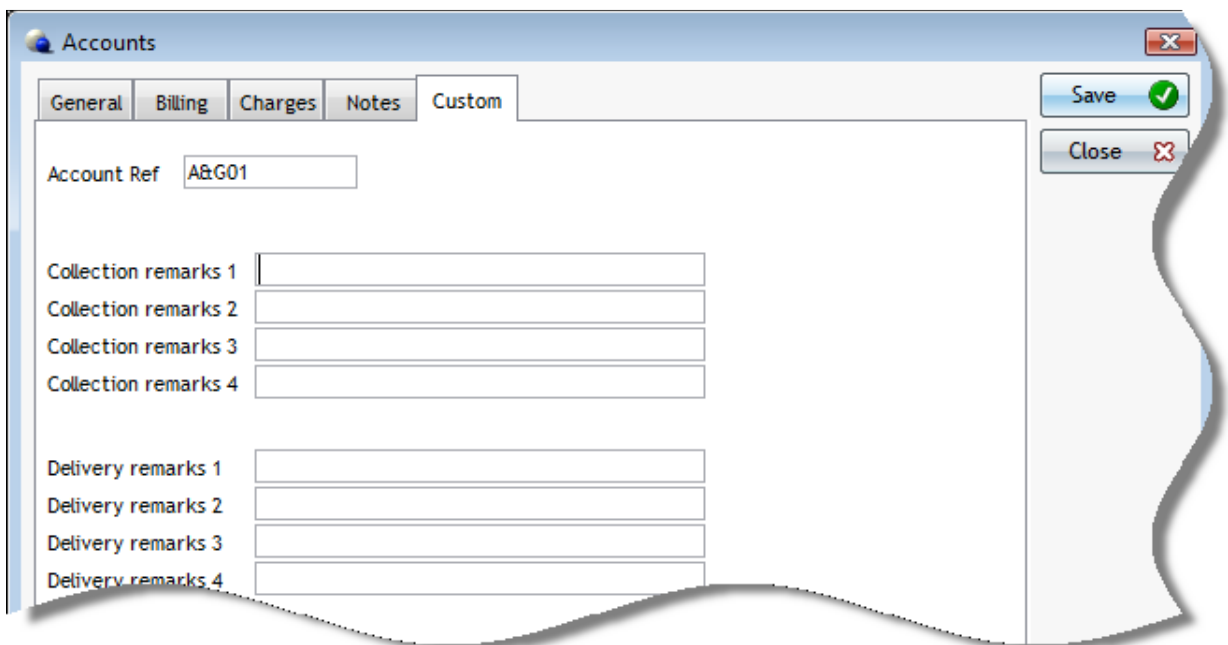 Accounts
General Billing Charges Notes Custom
Save
Close
Account Ref A&G01
Collection remarks 1
Collection remarks 2
Collection remarks 3
Collection remarks 4
Delivery remarks 1
Delivery remarks 2
Delivery remarks 3
Delivery remarks 4